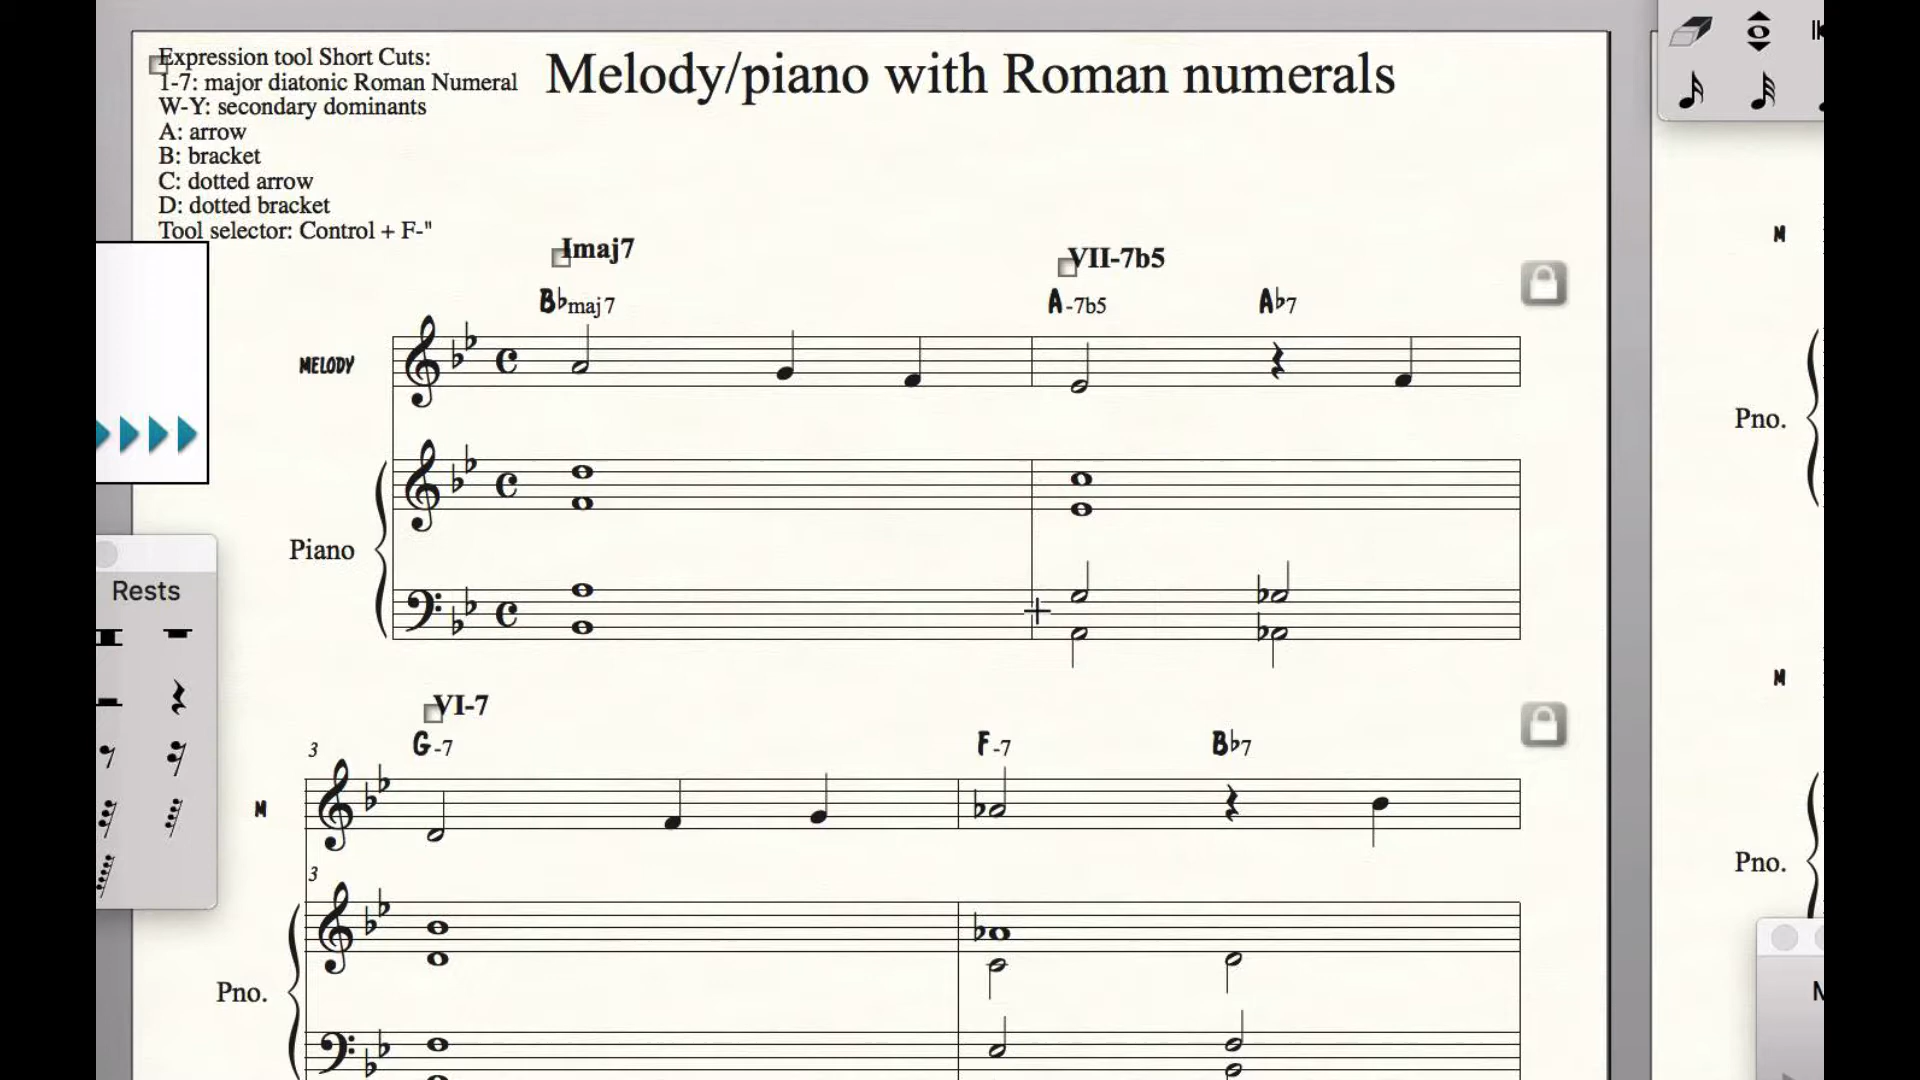 Expression tool Short Cuts:
1-7: major diatonic Roman Numeral
W-Y: secondary dominants
A: arrow
B: bracket
C: dotted arrow
D: dotted bracket
Tool selector: Control + F-"
Melody/piano with Roman numerals
Imaj7
VII-7b5
B♭maj7
A-7b5
A♭7
MELODY
Piano
Rests
VI-7
G-7
F-7
B♭7
3
M
3
Pno.
M
Pno.
M
Pno.
M